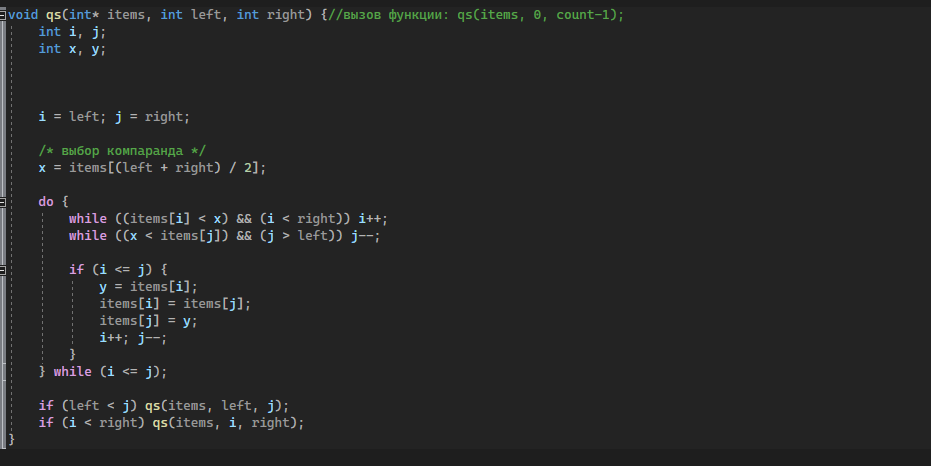 void qs(int* items, int left, int right) {//вызов функции: qs(items, 0, count-1);
int i, j;
int x, y;
i = left; j = right;
/* выбор компаранда */
x = items[(left + right) / 2];
do {
while ((items[i] < x) && (i < right)) i++;
while ((x < items[j]) && (j > left)) j--;
if (i <= j) {
y = items[i];
items[i] = items[j];
items[j] = y;
i++; j--;
}
} while (i <= j);
if (left < j) qs(items, left, j);
if (i < right) qs(items, i, right);
}